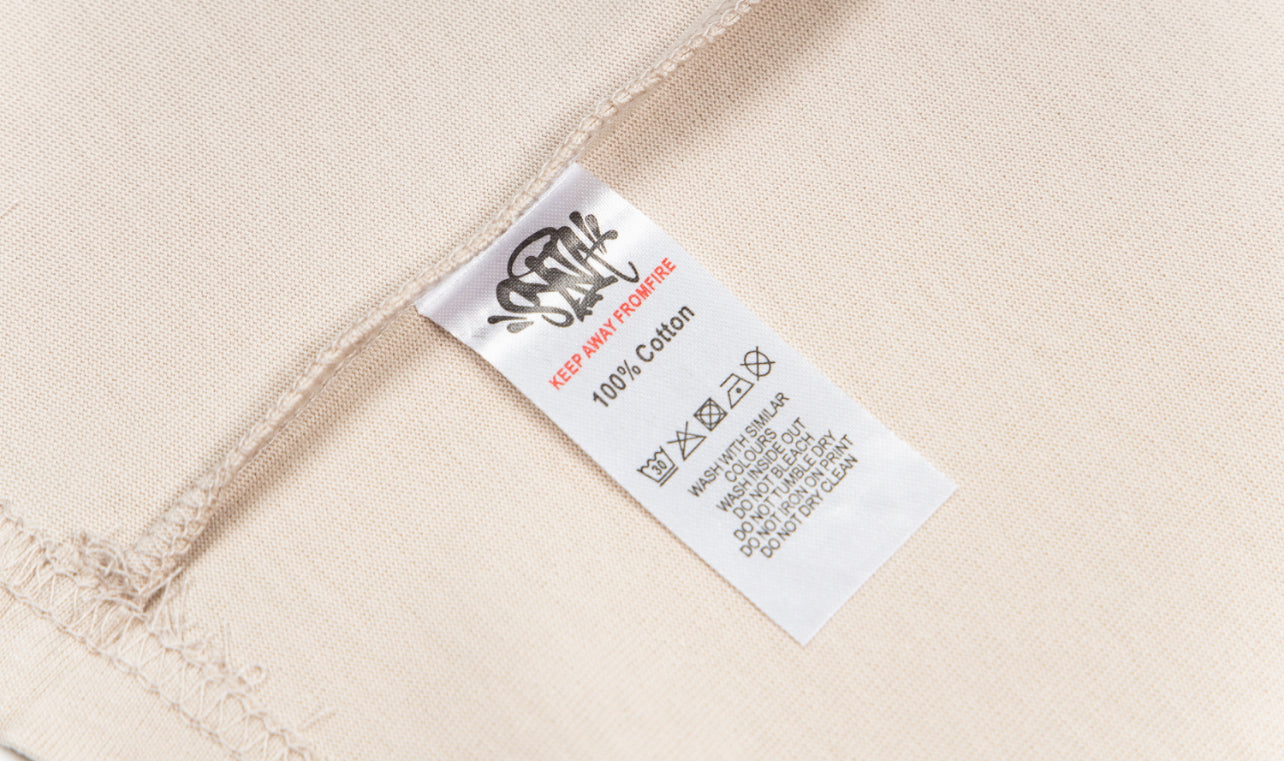 KEEP AWAY FROMFIRE
100% Cotton
30
WASH WITH SIMILAR
COLOURS
WASH INSIDE OUT
DO NOT BLEACH
DO NOT TUMBLE DRY
DO NOT IRON ON PRINT
DO NOT DRY CLEAN